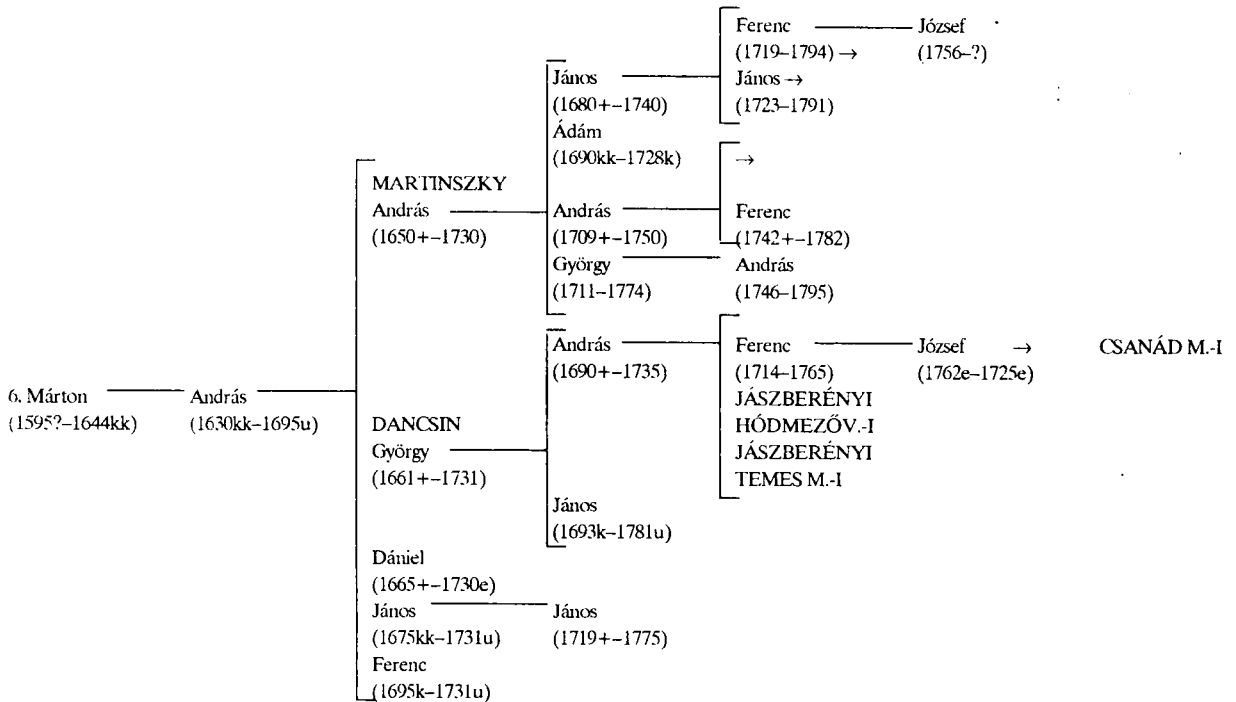 Ferenc József
(1719–1794) → (1756–?)
János János →
(1680+–1740) (1723–1791)
Ádám
(1690kk–1728k) →
MARTINSZKY
András András Ferenc
(1650+–1730) (1709+–1750) (1742+–1782)
György András
(1711–1774) (1746–1795)
András Ferenc József → CSANÁD M.-I
(1690+–1735) (1714–1765) (1762e–1725e)
6. Márton András JÁSZBERÉNYI
(1595?–1644kk) (1630kk–1695u) DANCSIN HÓDMEZŐV.-I
György JÁSZBERÉNYI
(1661+–1731) TEMES M.-I
János
(1693k–1781u)
Dániel
(1665+–1730e)
János János
(1675kk–1731u) (1719+–1775)
Ferenc
(1695k–1731u)